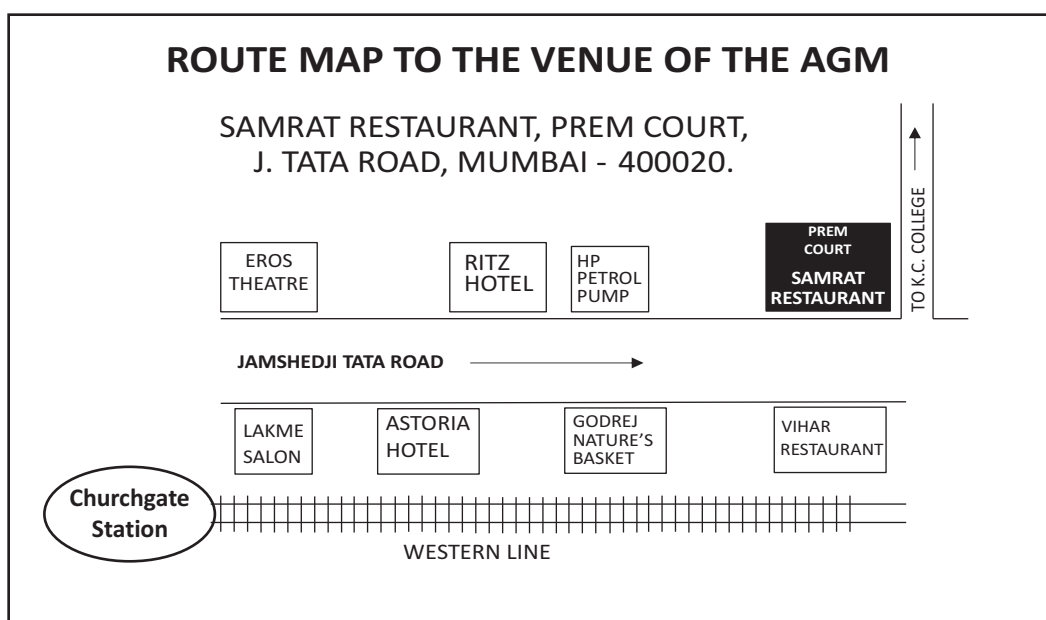 ROUTE MAP TO THE VENUE OF THE AGM
SAMRAT RESTAURANT, PREM COURT,
J. TATA ROAD, MUMBAI - 400020.
TO K.C. COLLEGE
EROS
THEATRE
RITZ
HOTEL
HP
PETROL
PUMP
PREM
COURT
SAMRAT
RESTAURANT
JAMSHEDJI TATA ROAD
LAKME
SALON
ASTORIA
HOTEL
GODREJ
NATURE'S
BASKET
VIHAR
RESTAURANT
Churchgate
Station
WESTERN LINE